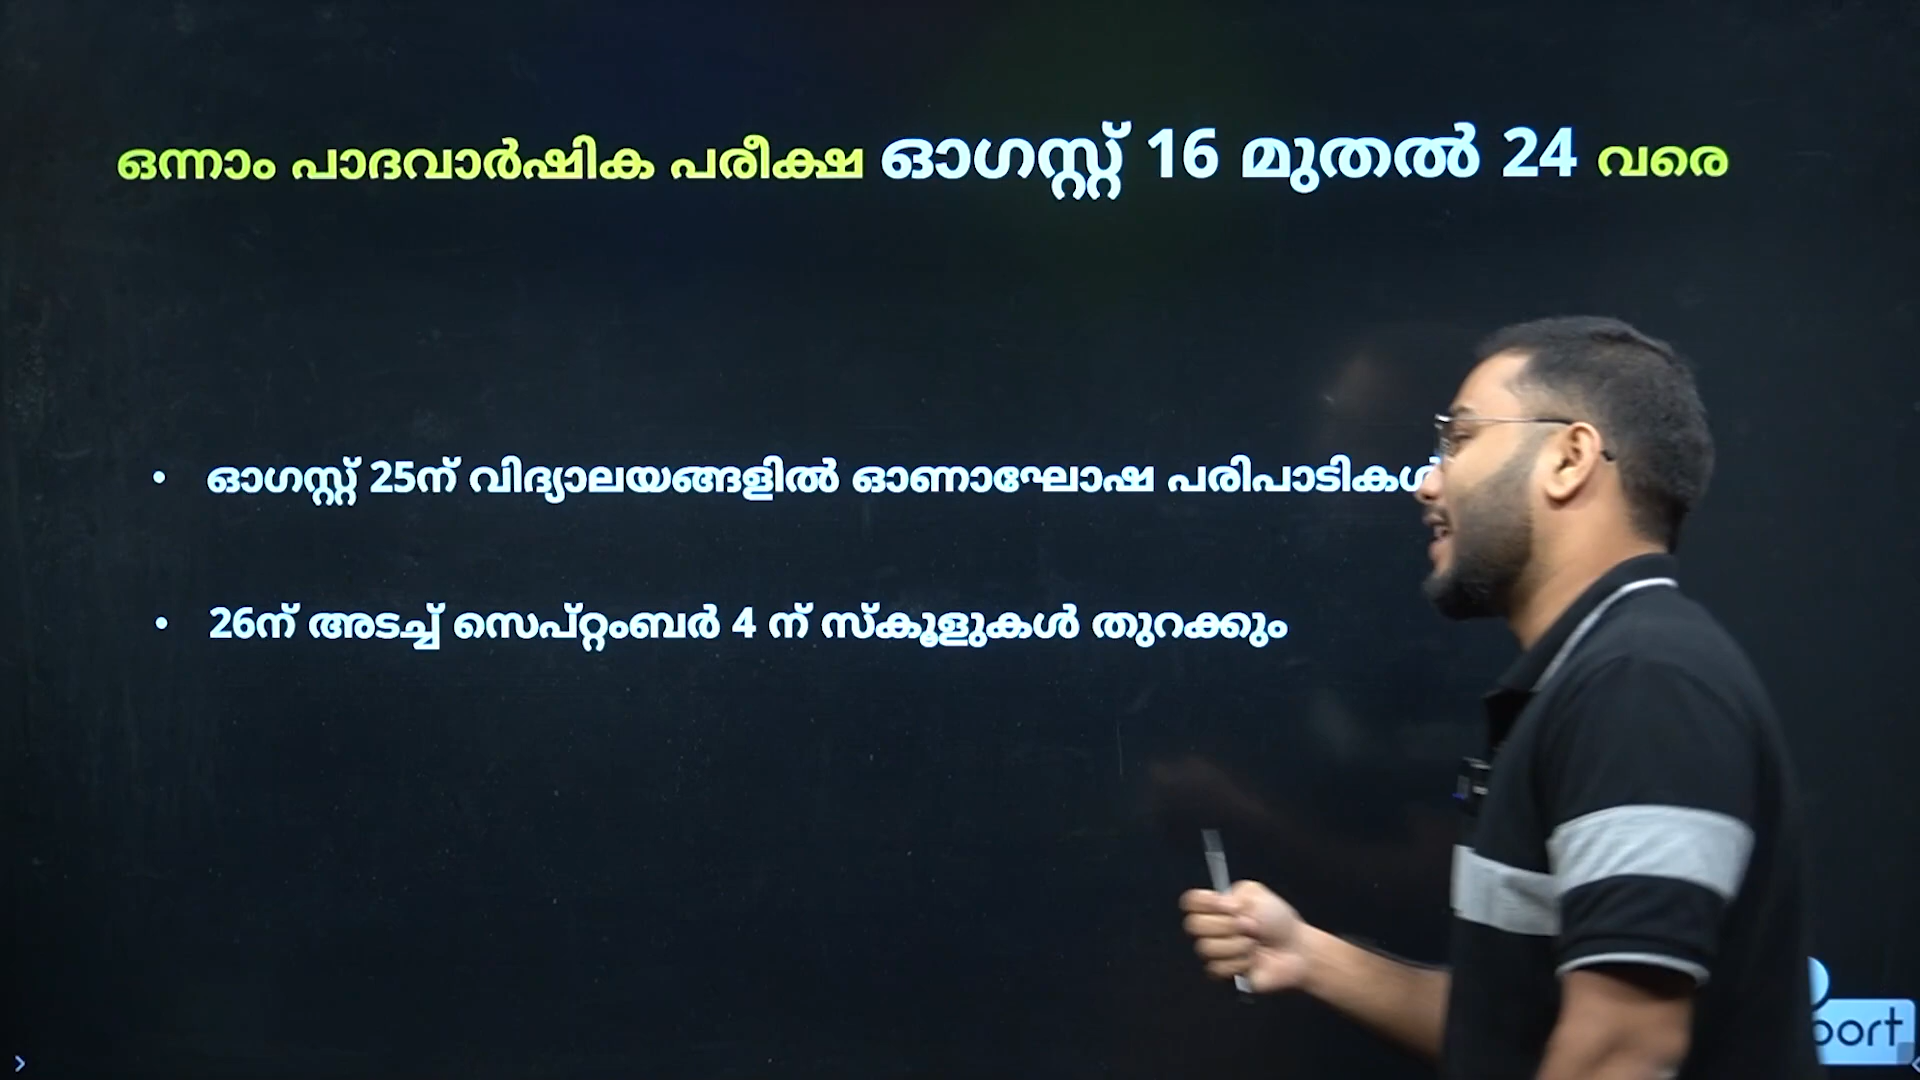 ഒന്നാം പാദവാർഷിക പരീക്ഷ ഓഗസ്റ്റ് 16 മുതൽ 24 വരെ
• ഓഗസ്റ്റ് 25ന് വിദ്യാലയങ്ങളിൽ ഓണാഘോഷ പരിപാടികൾ
• 26ന് അടച്ച് സെപ്റ്റംബർ 4 ന് സ്കൂളുകൾ തുറക്കും